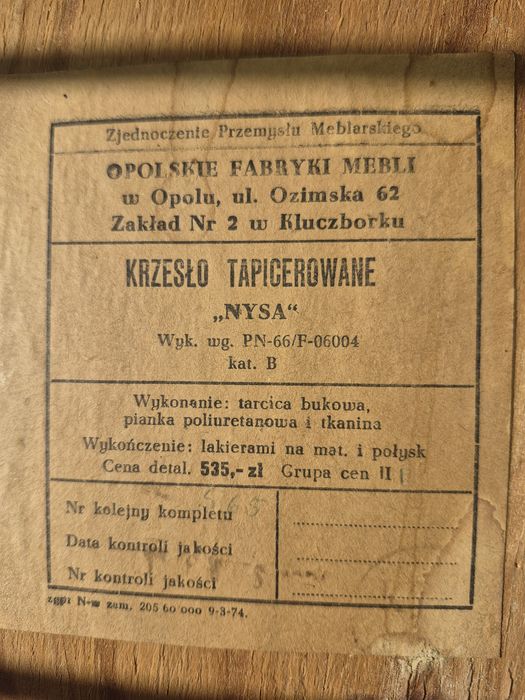 Zjednoczenie Przemysłu Meblarskiego
OPOLSKIE FABRYKI MEBLI
w Opolu, ul. Ozimska 62
Zakład Nr 2 w Kluczborku
KRZESŁO TAPICEROWANE
„NYSA“
Wyk. wg. PN-66/F-06004
kat. B
Wykonanie: tarcica bukowa,
pianka poliuretanowa i tkanina
Wykończenie: lakierami na mat. i połysk
Cena detal. 535,- zł Grupa cen II
Nr kolejny kompletu
Data kontroli jakości
Nr kontroli jakości
zam. 205 60 000 9-3-74.